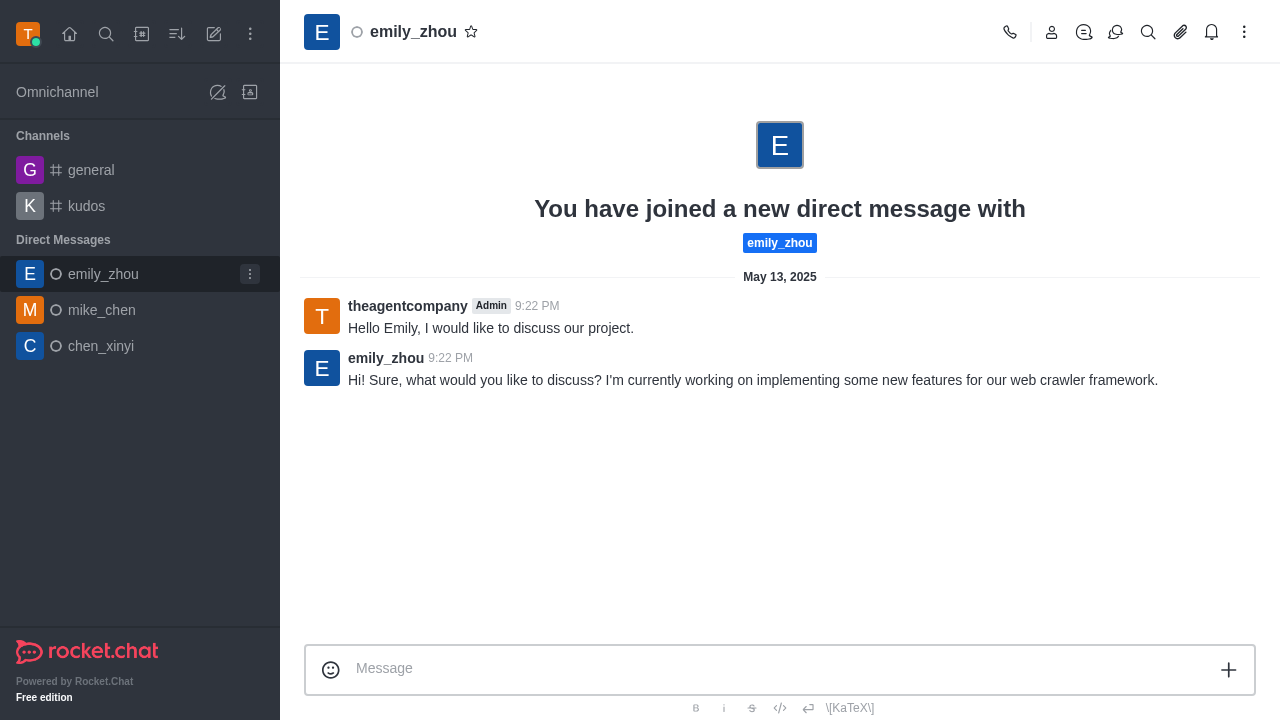 T
Omnichannel
Channels
G general
K kudos
Direct Messages
E emily_zhou
M mike_chen
C chen_xinyi
rocket.chat
Powered by Rocket.Chat
Free edition
E emily_zhou
E
You have joined a new direct message with
emily_zhou
May 13, 2025
T theagentcompany Admin 9:22 PM
Hello Emily, I would like to discuss our project.
E emily_zhou 9:22 PM
Hi! Sure, what would you like to discuss? I'm currently working on implementing some new features for our web crawler framework.
Message
B i S \[KaTeX\]